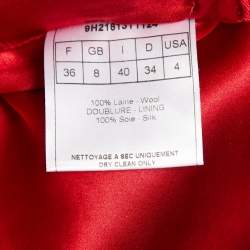 9H21813T1124
F GB I D USA
36 8 40 34 4
100% Laine - Wool
DOUBLURE - LINING
100% Soie - Silk
NETTOYAGE A SEC UNIQUEMENT
DRY CLEAN ONLY